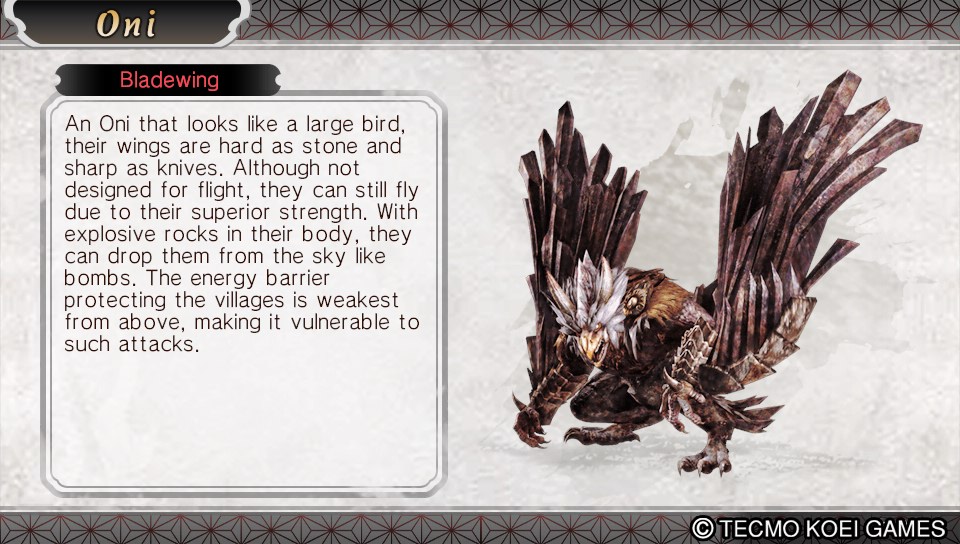 Oni
Bladewing
An Oni that looks like a large bird,
their wings are hard as stone and
sharp as knives. Although not
designed for flight, they can still fly
due to their superior strength. With
explosive rocks in their body, they
can drop them from the sky like
bombs. The energy barrier
protecting the villages is weakest
from above, making it vulnerable to
such attacks.
© TECMO KOEI GAMES